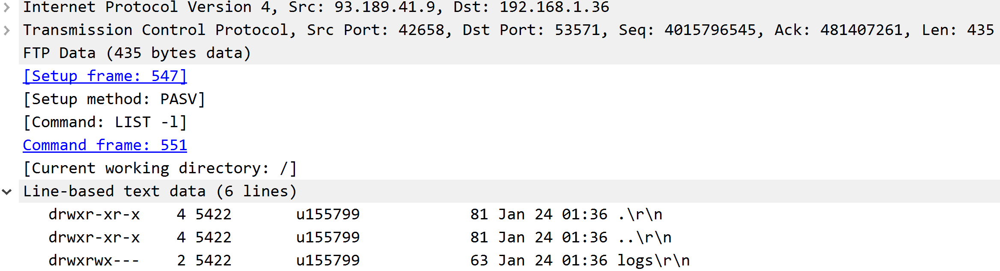 Internet Protocol Version 4, Src: 93.189.41.9, Dst: 192.168.1.36
Transmission Control Protocol, Src Port: 42658, Dst Port: 53571, Seq: 4015796545, Ack: 481407261, Len: 435
FTP Data (435 bytes data)
[Setup frame: 547]
[Setup method: PASV]
[Command: LIST -l]
Command frame: 551
[Current working directory: /]
Line-based text data (6 lines)
drwxr-xr-x    4 5422       u155799            81 Jan 24 01:36 .\r\n
drwxr-xr-x    4 5422       u155799            81 Jan 24 01:36 ..\r\n
drwxrwx---    2 5422       u155799            63 Jan 24 01:36 logs\r\n